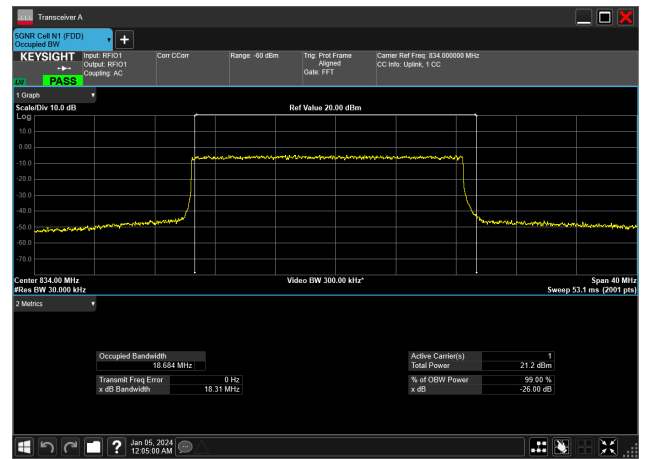 Transceiver A
5GNR Cell N1 (FDD)
Occupied BW
KEYSIGHT
LW PASS
Input: RFIO1
Output: RFIO1
Coupling: AC
Corr CCorr
Range: -60 dBm
Trig: Prot Frame
Aligned
Gate: FFT
Carrier Ref Freq: 834.000000 MHz
CC Info: Uplink, 1 CC
1 Graph
Scale/Div 10.0 dB
Ref Value 20.00 dBm
Log
10.0
0.00
-10.0
-20.0
-30.0
-40.0
-50.0
-60.0
-70.0
Center 834.00 MHz
Video BW 300.00 kHz*
Span 40 MHz
#Res BW 30.000 kHz
Sweep 53.1 ms (2001 pts)
2 Metrics
Occupied Bandwidth
18.684 MHz
Active Carrier(s) 1
Total Power 21.2 dBm
Transmit Freq Error 0 Hz
x dB Bandwidth 18.31 MHz
% of OBW Power 99.00 %
x dB -26.00 dB
?
Jan 05, 2024
12:05:00 AM